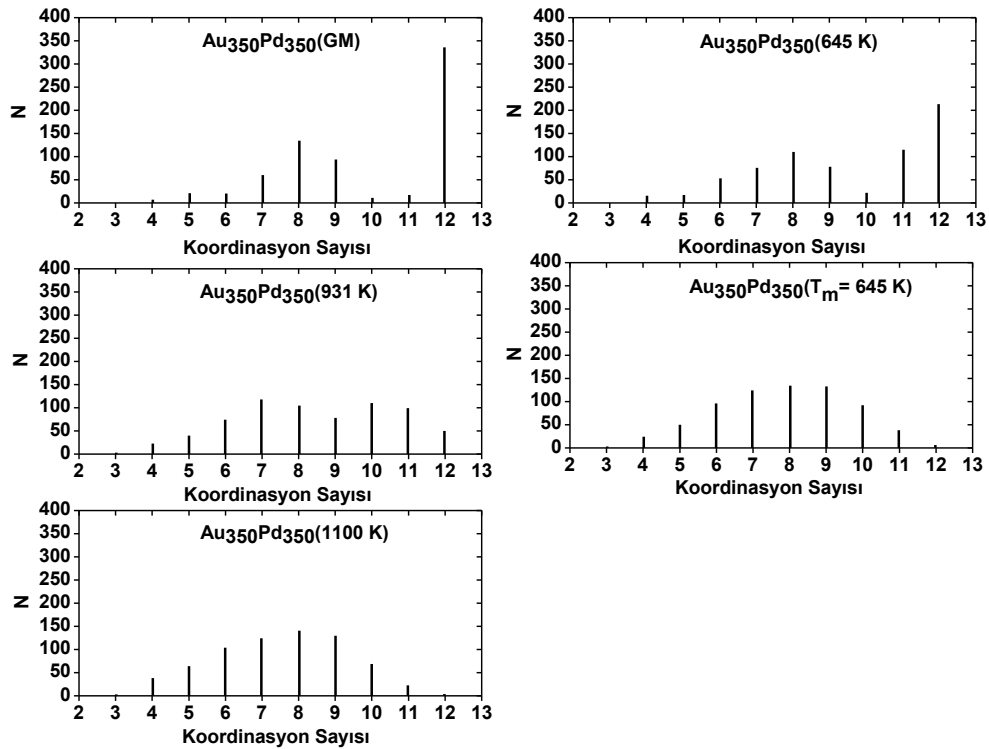 400
350
300
250
200
150
100
50
0
N
Au350Pd350(GM)
2 3 4 5 6 7 8 9 10 11 12 13
Koordinasyon Sayısı
400
350
300
250
200
150
100
50
0
N
Au350Pd350(645 K)
2 3 4 5 6 7 8 9 10 11 12 13
Koordinasyon Sayısı
400
350
300
250
200
150
100
50
0
N
Au350Pd350(931 K)
2 3 4 5 6 7 8 9 10 11 12 13
Koordinasyon Sayısı
400
350
300
250
200
150
100
50
0
N
Au350Pd350(Tm= 645 K)
2 3 4 5 6 7 8 9 10 11 12 13
Koordinasyon Sayısı
400
350
300
250
200
150
100
50
0
N
Au350Pd350(1100 K)
2 3 4 5 6 7 8 9 10 11 12 13
Koordinasyon Sayısı